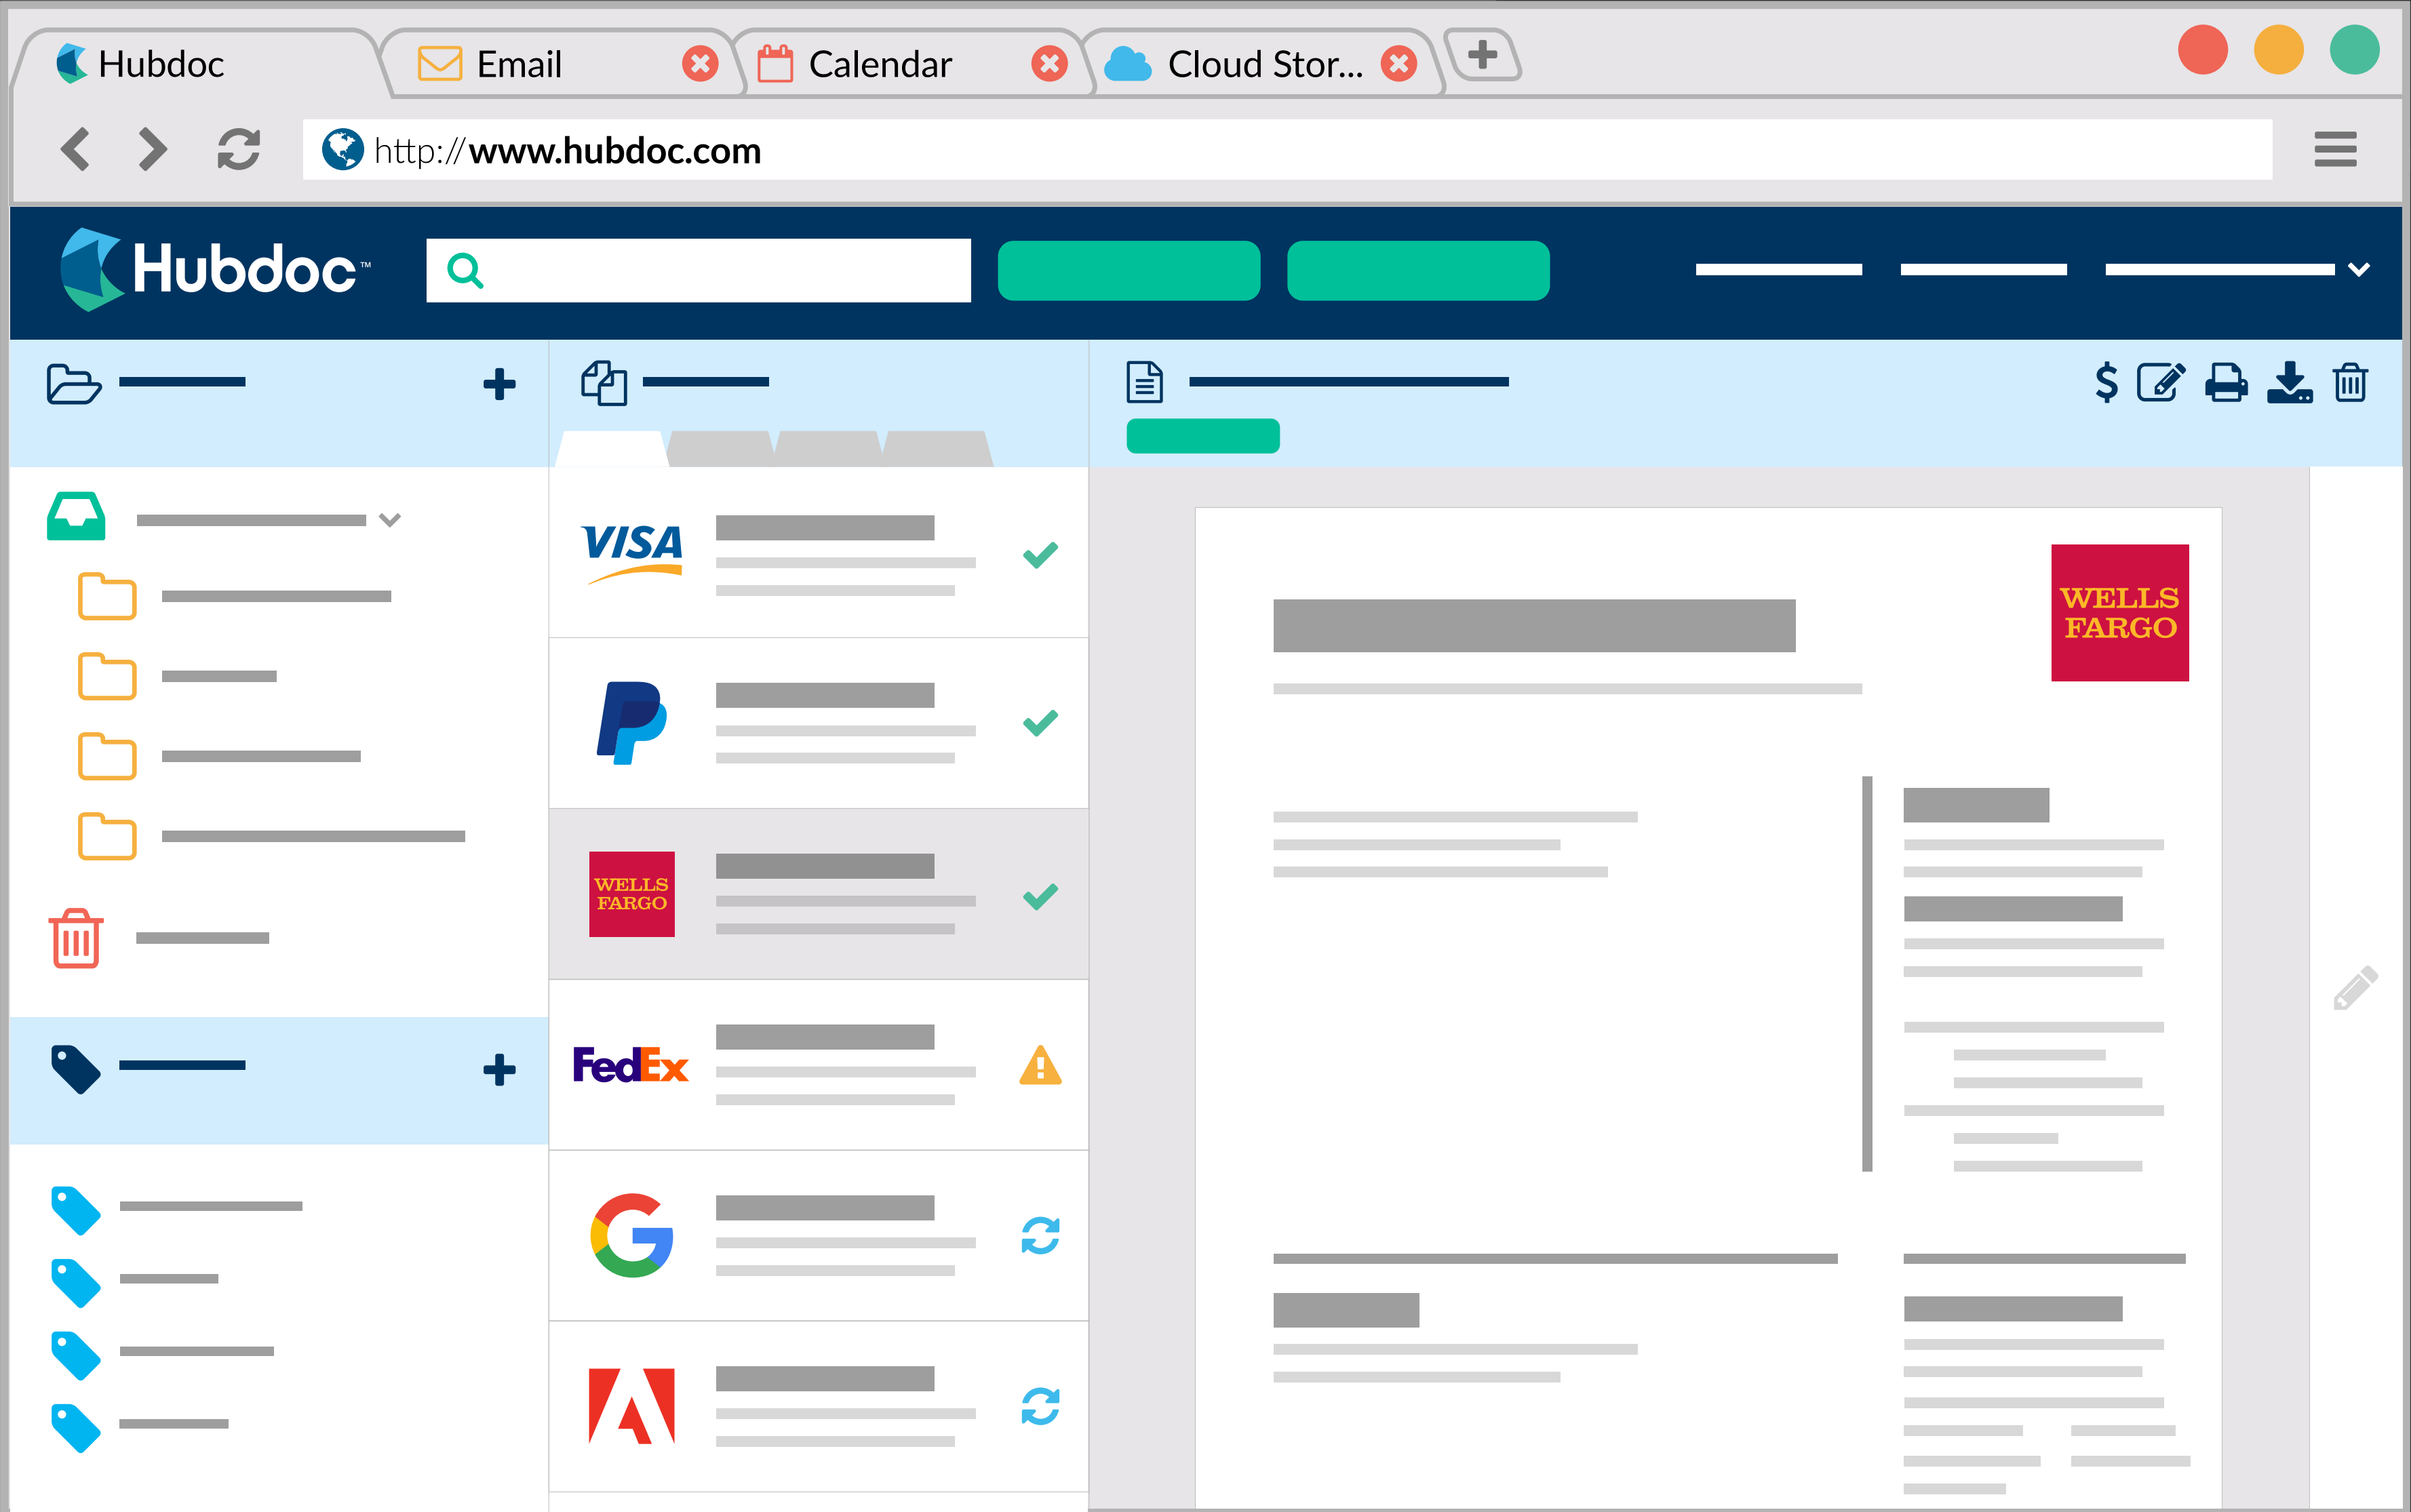 Hubdoc
Email
Calendar
Cloud Stor...
http://www.hubdoc.com
Hubdoc™
VISA
WELLS
FARGO
WELLS
FARGO
FedEx